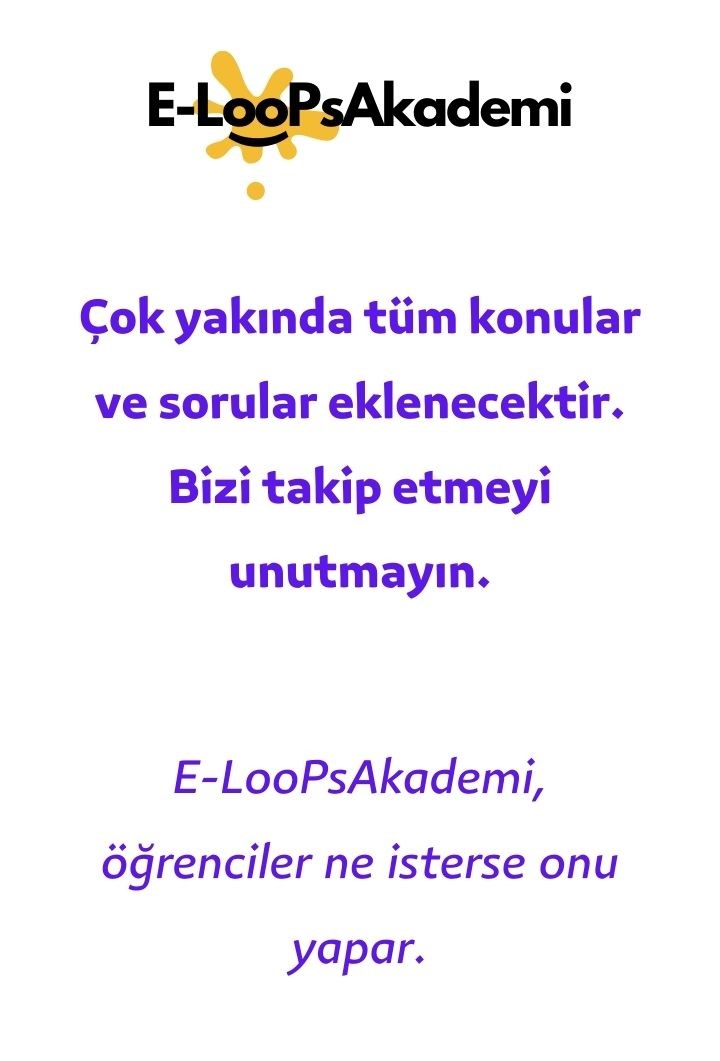 E-LooPsAkademi
Çok yakında tüm konular
ve sorular eklenecektir.
Bizi takip etmeyi
unutmayın.
E-LooPsAkademi,
öğrenciler ne isterse onu
yapar.